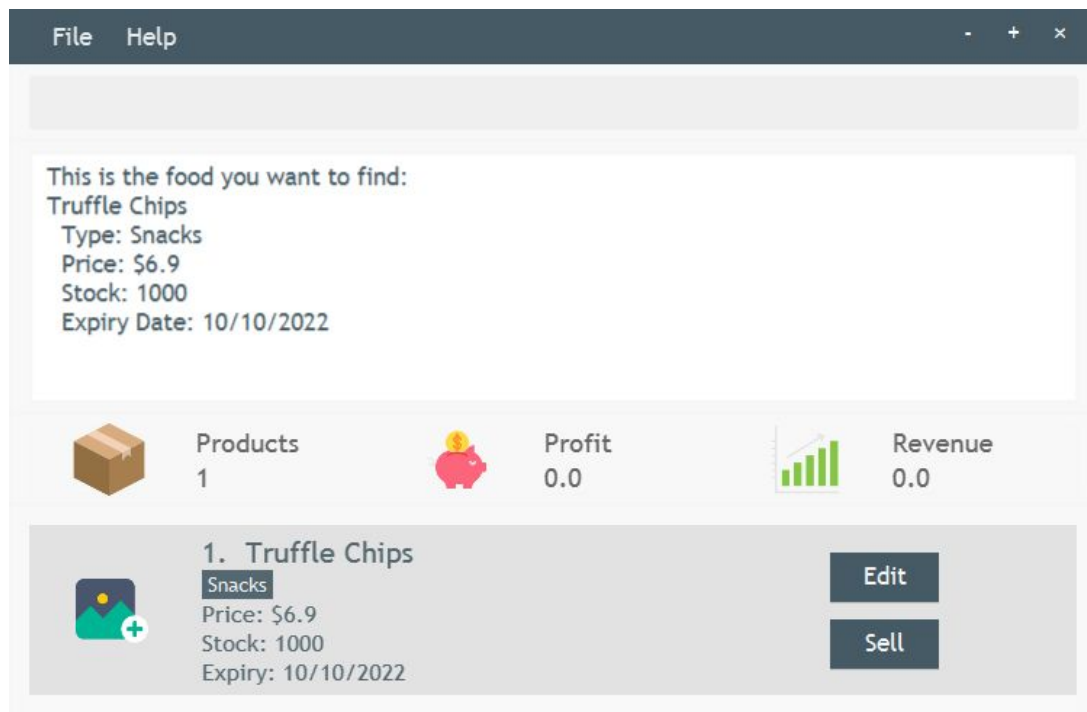 File Help - + ×
This is the food you want to find:
Truffle Chips
Type: Snacks
Price: $6.9
Stock: 1000
Expiry Date: 10/10/2022
Products
1
Profit
0.0
Revenue
0.0
1. Truffle Chips
Snacks
Price: $6.9
Stock: 1000
Expiry: 10/10/2022
Edit
Sell